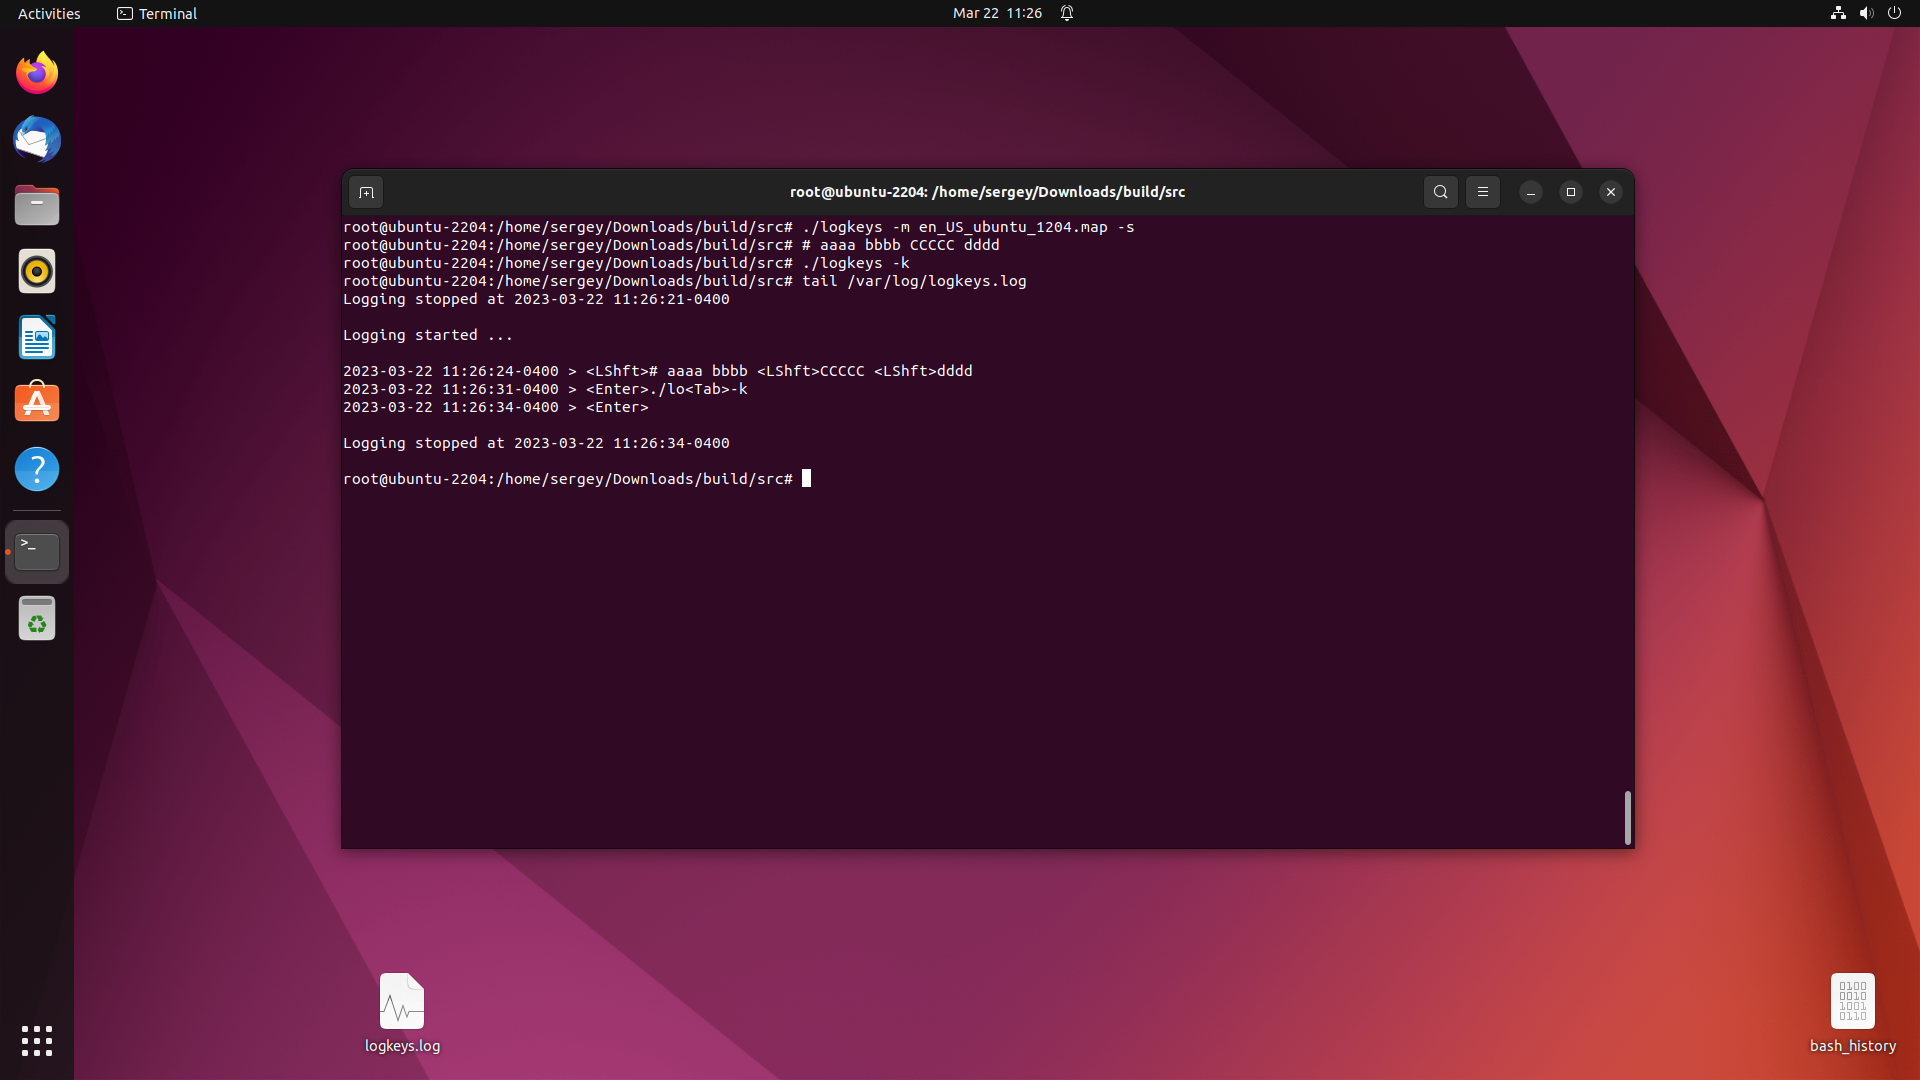 Activities
Terminal
Mar 22 11:26
root@ubuntu-2204: /home/sergey/Downloads/build/src
root@ubuntu-2204:/home/sergey/Downloads/build/src# ./logkeys -m en_US_ubuntu_1204.map -s
root@ubuntu-2204:/home/sergey/Downloads/build/src# # aaaa bbbb CCCCC dddd
root@ubuntu-2204:/home/sergey/Downloads/build/src# ./logkeys -k
root@ubuntu-2204:/home/sergey/Downloads/build/src# tail /var/log/logkeys.log
Logging stopped at 2023-03-22 11:26:21-0400
Logging started ...
2023-03-22 11:26:24-0400 > <LShft># aaaa bbbb <LShft>CCCCC <LShft>dddd
2023-03-22 11:26:31-0400 > <Enter>./lo<Tab>-k
2023-03-22 11:26:34-0400 > <Enter>
Logging stopped at 2023-03-22 11:26:34-0400
root@ubuntu-2204:/home/sergey/Downloads/build/src#
>_
logkeys.log
0100
0010
1001
0110
bash_history